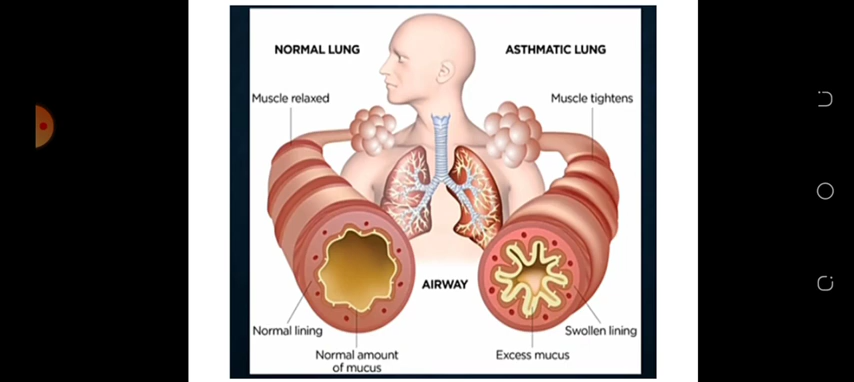 NORMAL LUNG
ASTHMATIC LUNG
Muscle relaxed
Muscle tightens
AIRWAY
Normal lining
Swollen lining
Normal amount
of mucus
Excess mucus